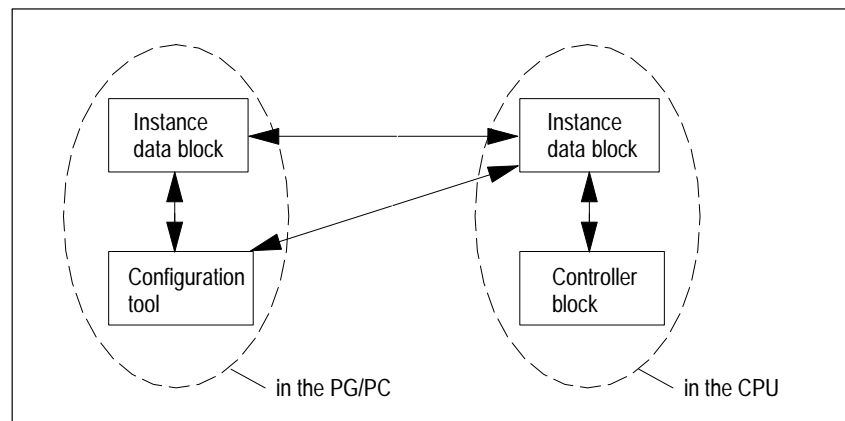 Instance
data block
Instance
data block
Configuration
tool
Controller
block
in the PG/PC
in the CPU